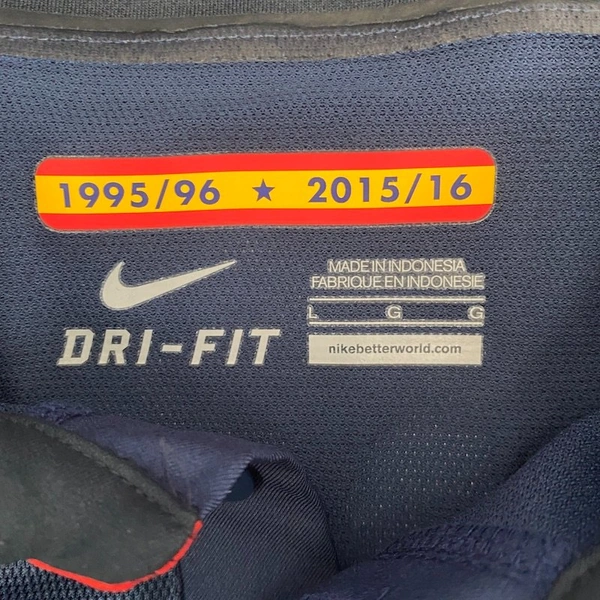 1995/96 ★ 2015/16
DRI-FIT
MADE IN INDONESIA
FABRIQUE EN INDONESIE
L G G
nikebetterworld.com